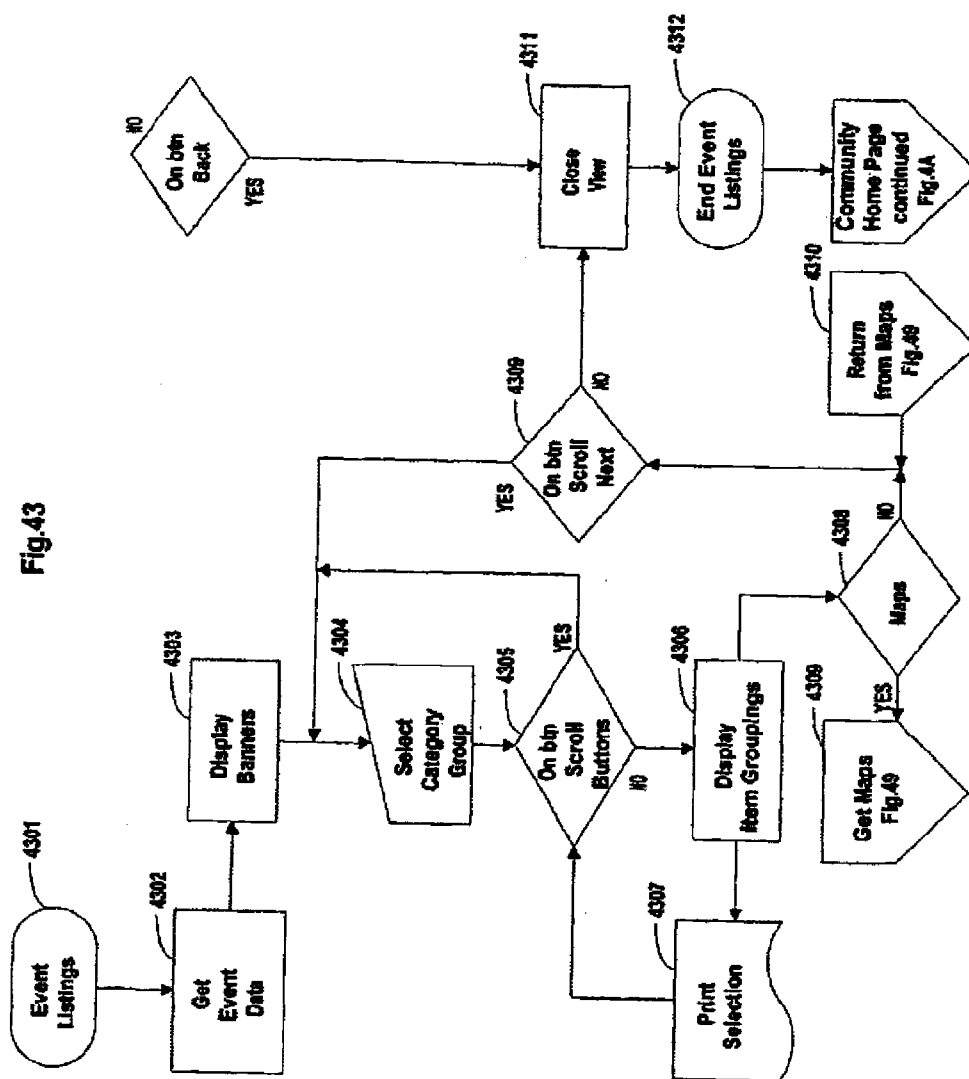 Fig.43
4301
Event
Listings
4302
Get
Event
Data
4303
Display
Banners
4304
Select
Category
Group
4305
On btn
Scroll
Buttons
YES
NO
4306
Display
Item Groupings
4307
Print
Selection
4308
Maps
YES
NO
4309
Get Maps
Fig.49
4310
Return
from Maps
Fig.49
4309
On btn
Scroll
Next
YES
NO
On btn
Back
NO
YES
4311
Close
View
4312
End Event
Listings
Community
Home Page
continued
Fig.4A